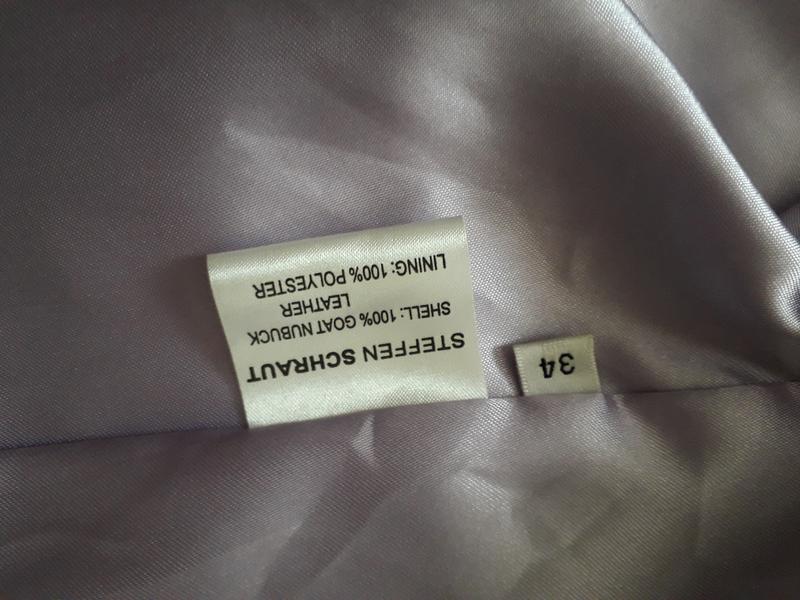 STEFFEN SCHRAUT
SHELL: 100% GOAT NUBUCK
LEATHER
LINING: 100% POLYESTER
34